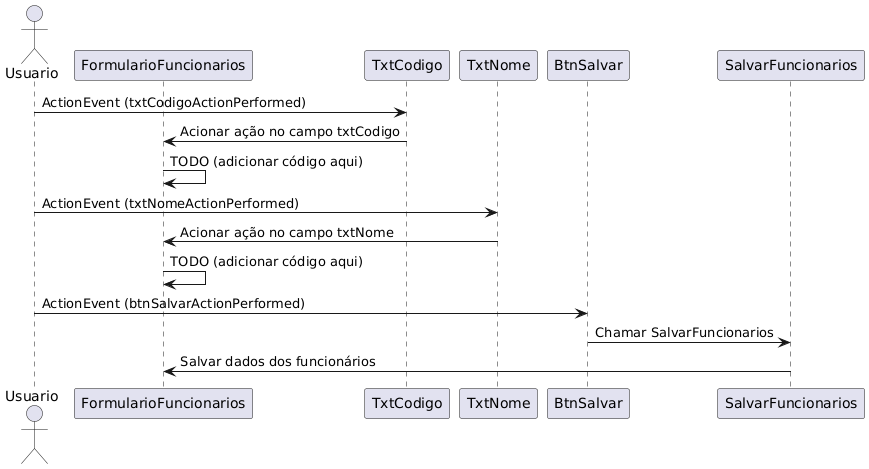 Usuario
FormularioFuncionarios
TxtCodigo
TxtNome
BtnSalvar
SalvarFuncionarios
ActionEvent (txtCodigoActionPerformed)
Acionar ação no campo txtCodigo
TODO (adicionar código aqui)
ActionEvent (txtNomeActionPerformed)
Acionar ação no campo txtNome
TODO (adicionar código aqui)
ActionEvent (btnSalvarActionPerformed)
Chamar SalvarFuncionarios
Salvar dados dos funcionários
Usuario
FormularioFuncionarios
TxtCodigo
TxtNome
BtnSalvar
SalvarFuncionarios